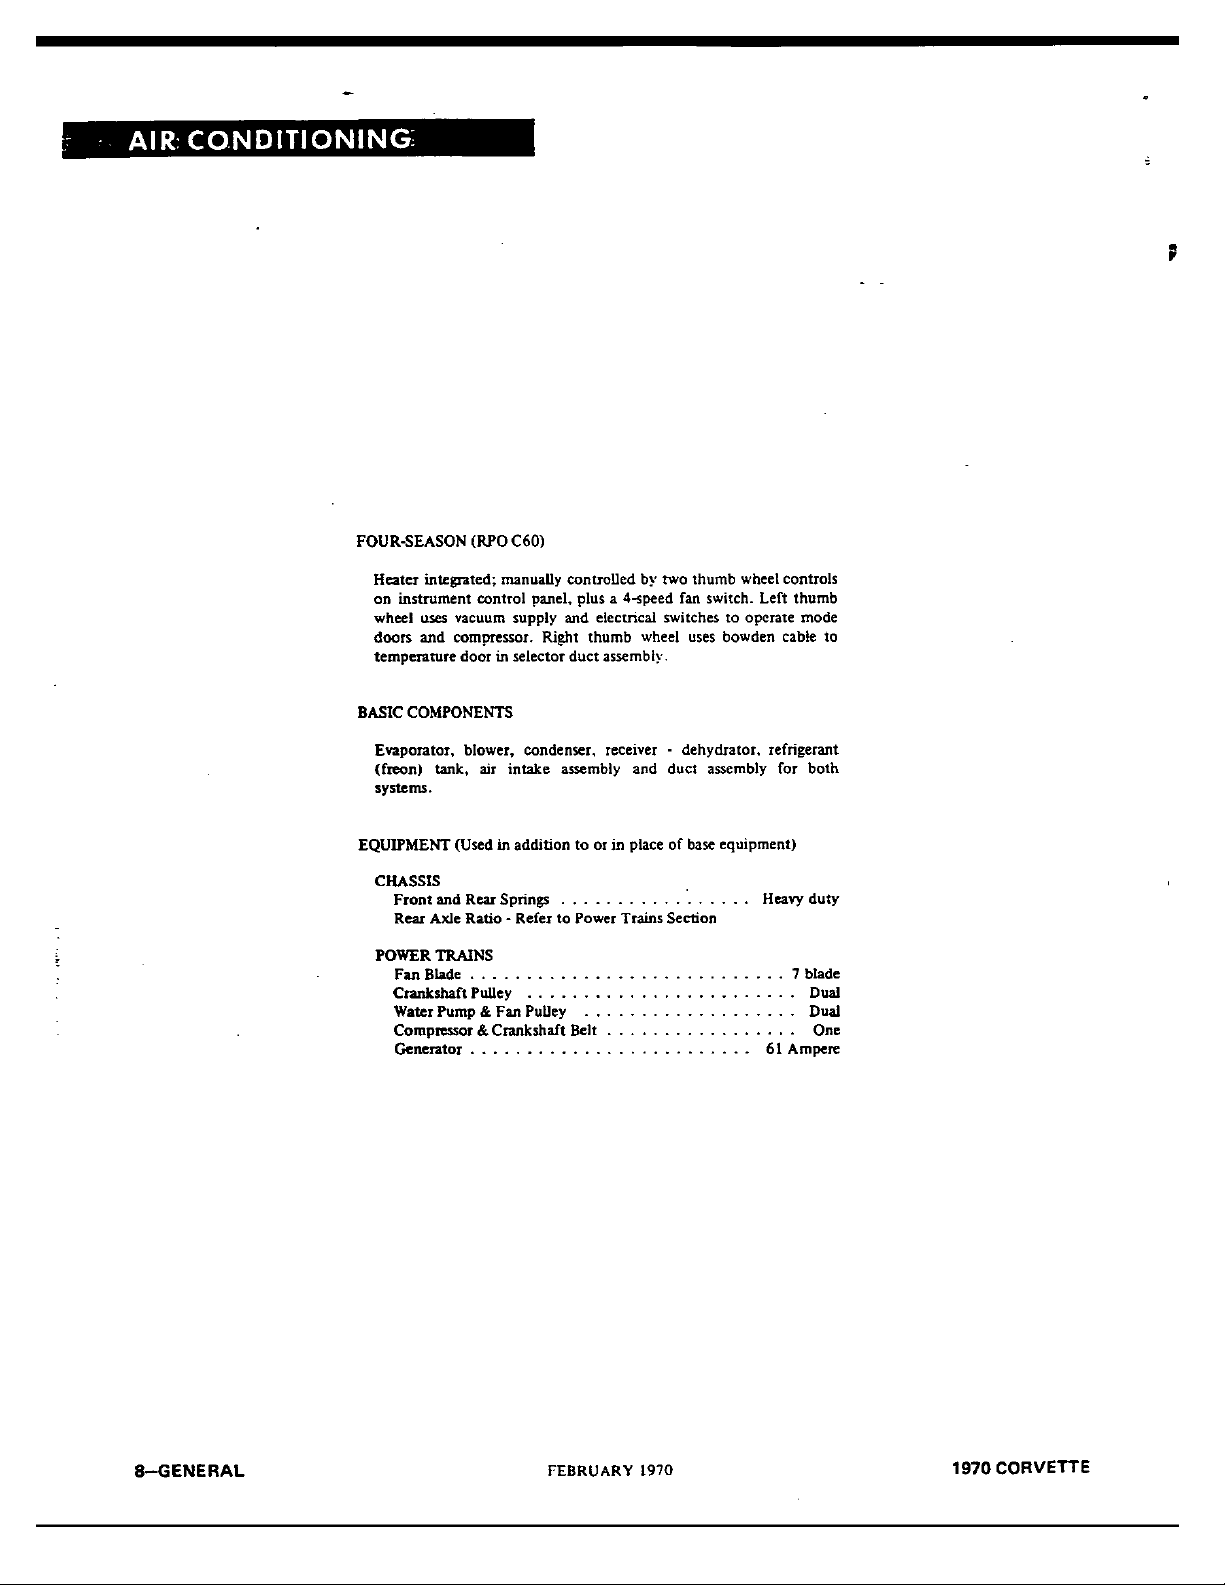 AIR CONDITIONING
FOUR-SEASON (RPO C60)
Heater integrated; manually controlled by two thumb wheel controls
on instrument control panel, plus a 4-speed fan switch. Left thumb
wheel uses vacuum supply and electrical switches to operate mode
doors and compressor. Right thumb wheel uses bowden cable to
temperature door in selector duct assembly.
BASIC COMPONENTS
Evaporator, blower, condenser, receiver - dehydrator, refrigerant
(freon) tank, air intake assembly and duct assembly for both
systems.
EQUIPMENT (Used in addition to or in place of base equipment)
CHASSIS
Front and Rear Springs . . . . . . . . . . . . . . . . . Heavy duty
Rear Axle Ratio - Refer to Power Trains Section
POWER TRAINS
Fan Blade . . . . . . . . . . . . . . . . . . . . . . . . . . . . 7 blade
Crankshaft Pulley . . . . . . . . . . . . . . . . . . . . . . . . Dual
Water Pump & Fan Pulley . . . . . . . . . . . . . . . . . . . Dual
Compressor & Crankshaft Belt . . . . . . . . . . . . . . . . . One
Generator . . . . . . . . . . . . . . . . . . . . . . . . . 61 Ampere
8—GENERAL
FEBRUARY 1970
1970 CORVETTE